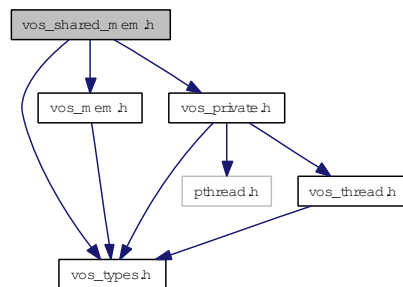 vos_shared_mem.h
vos_mem.h
vos_private.h
pthread.h
vos_thread.h
vos_types.h